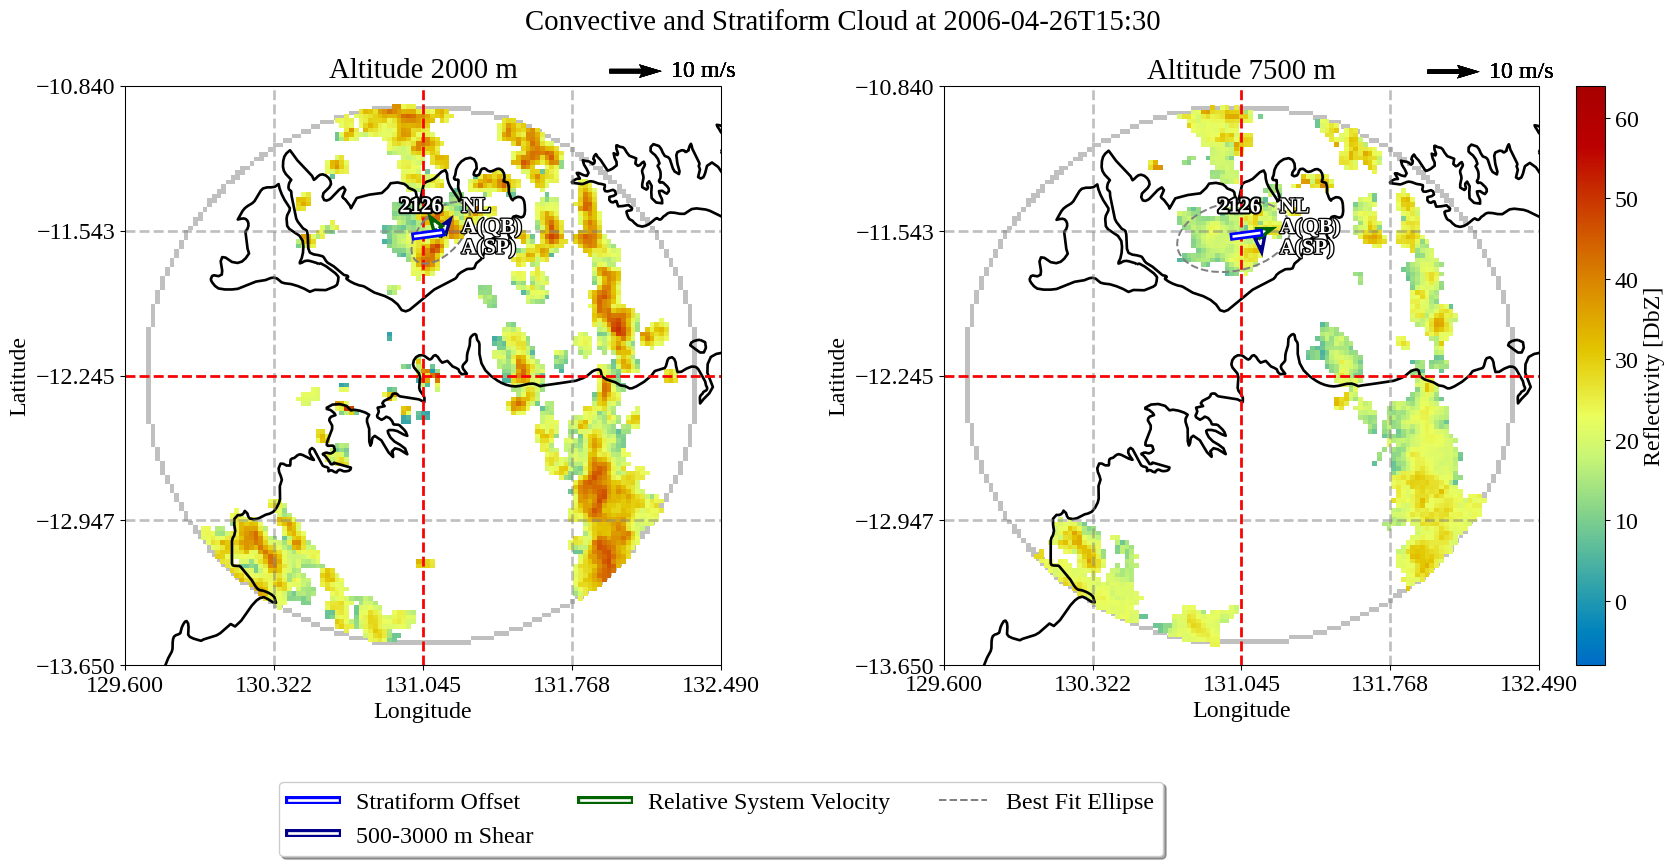 Convective and Stratiform Cloud at 2006-04-26T15:30
Altitude 2000 m
10 m/s
−10.840
−11.543
−12.245
−12.947
−13.650
129.600
130.322
131.045
131.768
132.490
Latitude
Longitude
2126
NL
A(QB)
A(SP)
Altitude 7500 m
10 m/s
−10.840
−11.543
−12.245
−12.947
−13.650
129.600
130.322
131.045
131.768
132.490
Latitude
Longitude
2126
NL
A(QB)
A(SP)
60
50
40
30
20
10
0
Reflectivity [DbZ]
Stratiform Offset
500-3000 m Shear
Relative System Velocity
Best Fit Ellipse